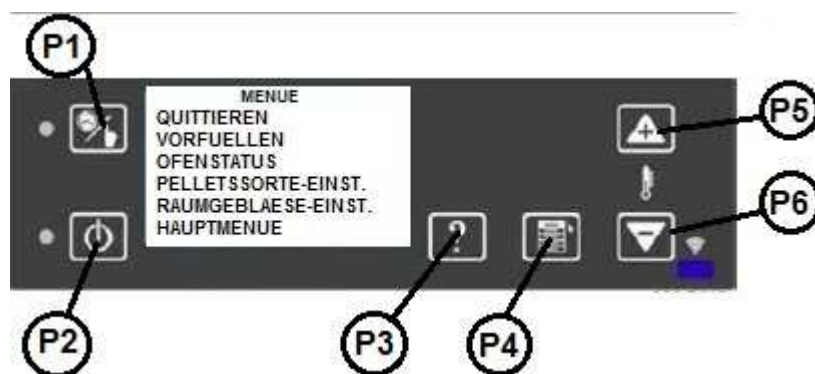 P1
MENUE
QUITTIEREN
VORFUELLEN
OFENSTATUS
PELLETSSORTE-EINST.
RAUMGEBLAESE-EINST.
HAUPTMENUE
P5
+
P6
-
?
P2
P3
P4